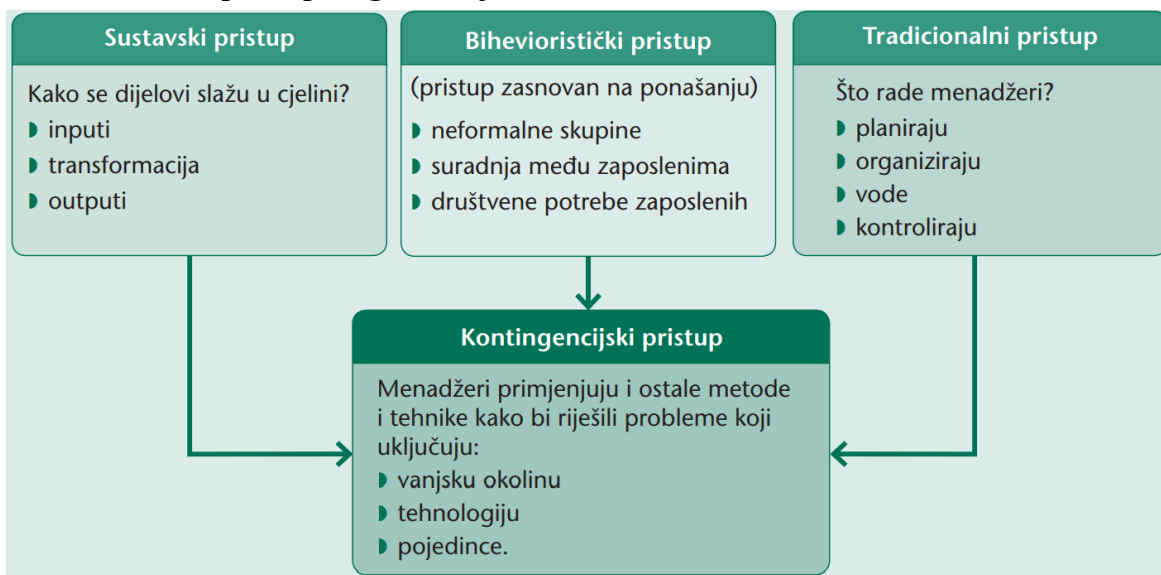 Sustavski pristup
Kako se dijelovi slažu u cjelini?
inputi
transformacija
outputi
Bihevioristički pristup
(pristup zasnovan na ponašanju)
neformalne skupine
suradnja među zaposlenima
društvene potrebe zaposlenih
Tradicionalni pristup
Što rade menadžeri?
planiraju
organiziraju
vode
kontroliraju
Kontingencijski pristup
Menadžeri primjenjuju i ostale metode
i tehnike kako bi riješili probleme koji
uključuju:
vanjsku okolinu
tehnologiju
pojedince.